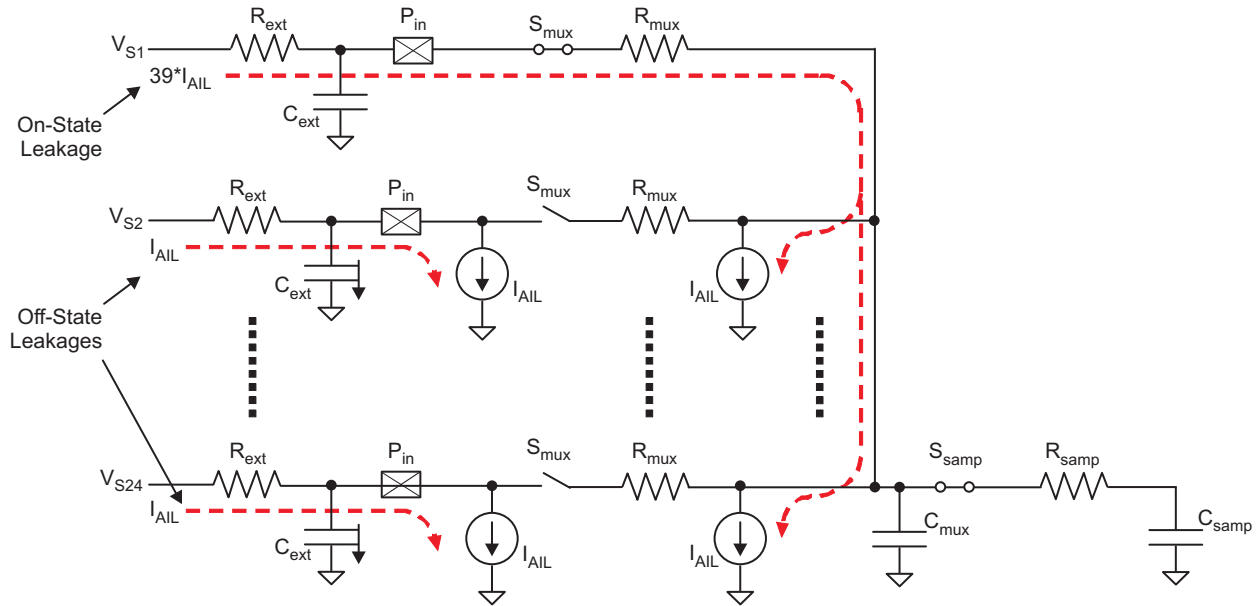 R_ext P_in S_mux R_mux
V_S1
39*I_AIL
C_ext
On-State
Leakage
R_ext P_in S_mux R_mux
V_S2
I_AIL
C_ext I_AIL I_AIL
Off-State
Leakages
R_ext P_in S_mux R_mux S_samp R_samp
V_S24
I_AIL
C_ext I_AIL I_AIL C_mux C_samp